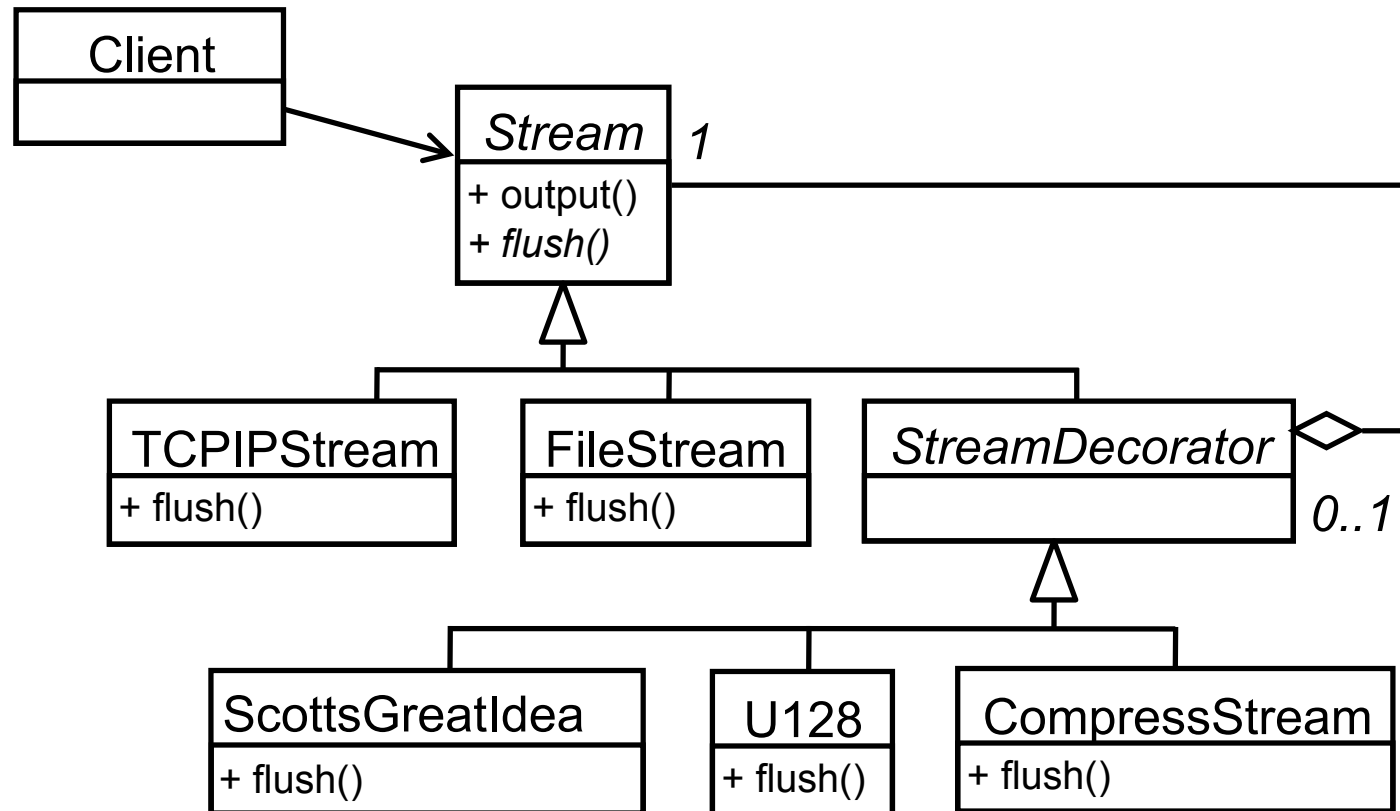 Client
Stream
1
+ output()
+ flush()
TCPIPStream
+ flush()
FileStream
+ flush()
StreamDecorator
0..1
ScottsGreatIdea
+ flush()
U128
+ flush()
CompressStream
+ flush()